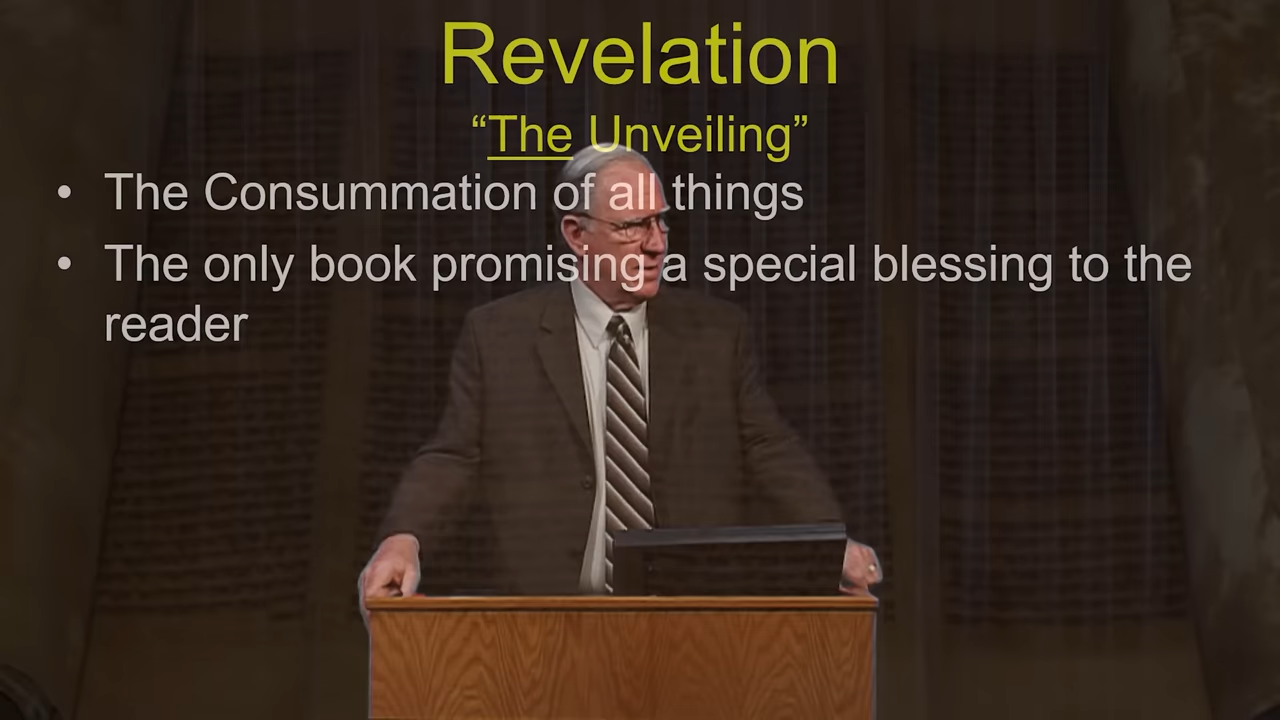 Revelation
“The Unveiling”
• The Consummation of all things
• The only book promising a special blessing to the
reader